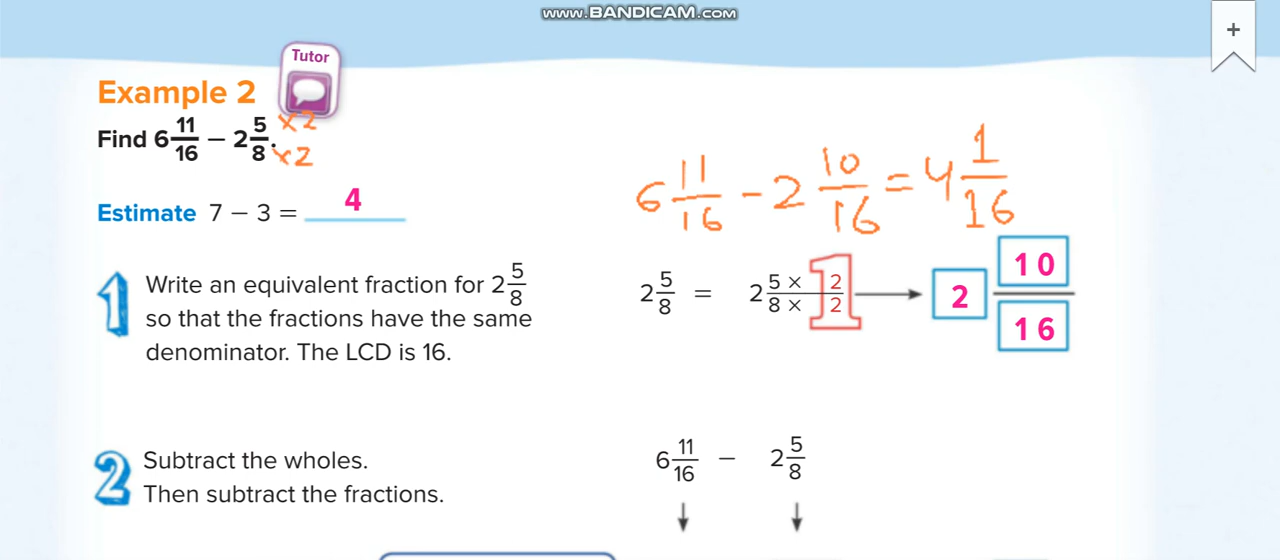 www.BANDICAM.com
+
Tutor
Example 2
Find 6 11/16 − 2 5/8.
×2
×2
6 11/16 − 2 10/16 = 4 1/16
Estimate 7 − 3 = 4
1
Write an equivalent fraction for 2 5/8
so that the fractions have the same
denominator. The LCD is 16.
2 5/8 = 2 5 × 2/8 × 2 → 2 10/16
2
Subtract the wholes.
Then subtract the fractions.
6 11/16 − 2 5/8